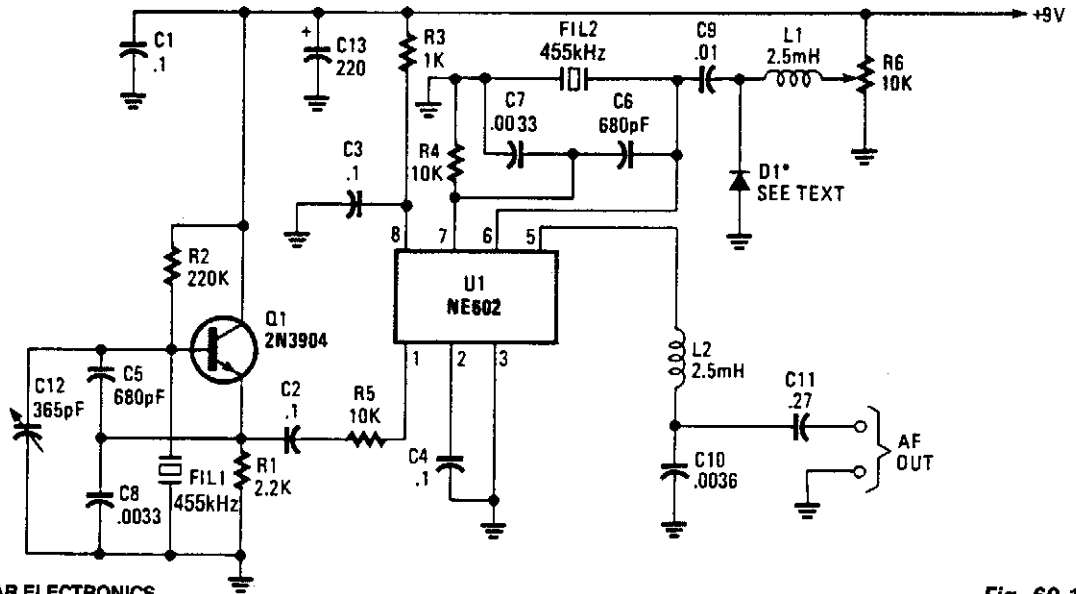 +9V
C1
.1
+
C13
220
R3
1K
FIL2
455kHz
C9
.01
L1
2.5mH
R6
10K
C7
.0033
C6
680pF
R4
10K
C3
.1
D1*
SEE TEXT
8
7
6
5
U1
NE602
1
2
3
R2
220K
Q1
2N3904
L2
2.5mH
C12
365pF
C5
680pF
C2
.1
R5
10K
C11
.27
AF
OUT
C4
.1
C10
.0036
C8
.0033
FIL1
455kHz
R1
2.2K
AR ELECTRONICS